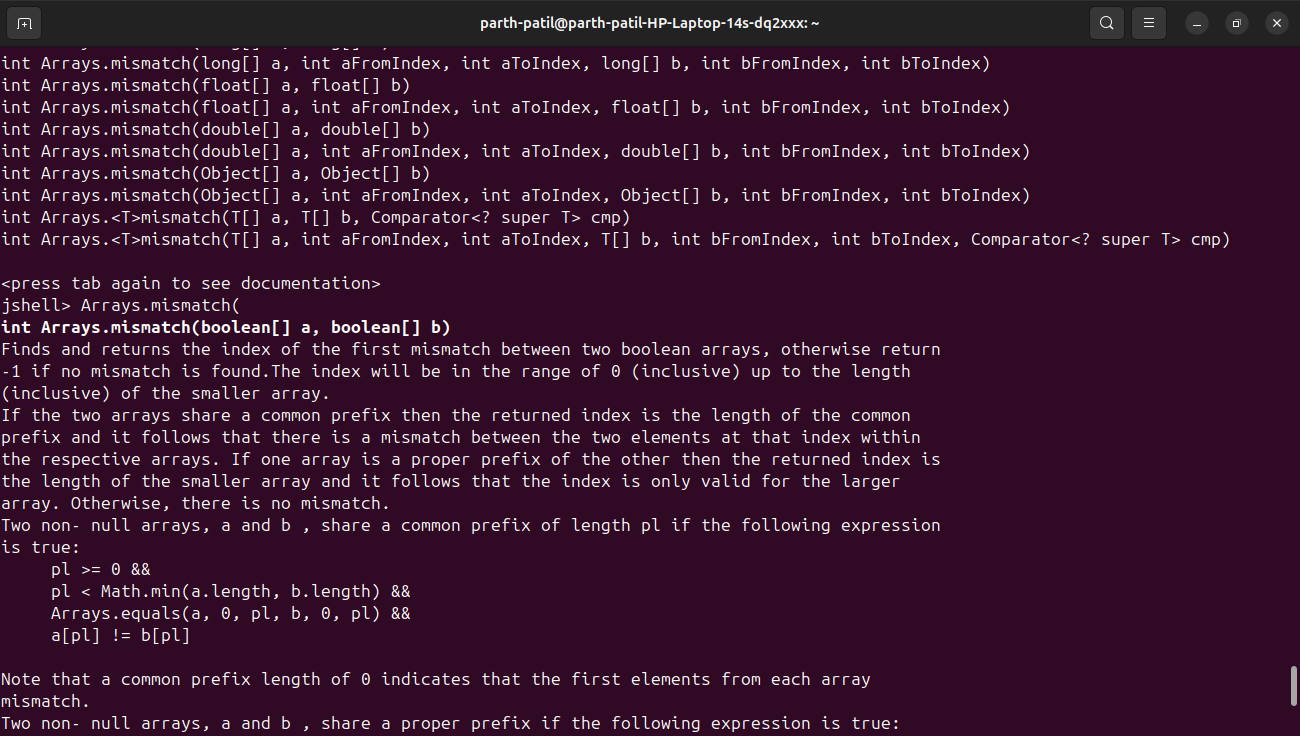 parth-patil@parth-patil-HP-Laptop-14s-dq2xxx: ~
int Arrays.mismatch(long[] a, int aFromIndex, int aToIndex, long[] b, int bFromIndex, int bToIndex)
int Arrays.mismatch(float[] a, float[] b)
int Arrays.mismatch(float[] a, int aFromIndex, int aToIndex, float[] b, int bFromIndex, int bToIndex)
int Arrays.mismatch(double[] a, double[] b)
int Arrays.mismatch(double[] a, int aFromIndex, int aToIndex, double[] b, int bFromIndex, int bToIndex)
int Arrays.mismatch(Object[] a, Object[] b)
int Arrays.mismatch(Object[] a, int aFromIndex, int aToIndex, Object[] b, int bFromIndex, int bToIndex)
int Arrays.<T>mismatch(T[] a, T[] b, Comparator<? super T> cmp)
int Arrays.<T>mismatch(T[] a, int aFromIndex, int aToIndex, T[] b, int bFromIndex, int bToIndex, Comparator<? super T> cmp)
<press tab again to see documentation>
jshell> Arrays.mismatch(
int Arrays.mismatch(boolean[] a, boolean[] b)
Finds and returns the index of the first mismatch between two boolean arrays, otherwise return
-1 if no mismatch is found.The index will be in the range of 0 (inclusive) up to the length
(inclusive) of the smaller array.
If the two arrays share a common prefix then the returned index is the length of the common
prefix and it follows that there is a mismatch between the two elements at that index within
the respective arrays. If one array is a proper prefix of the other then the returned index is
the length of the smaller array and it follows that the index is only valid for the larger
array. Otherwise, there is no mismatch.
Two non- null arrays, a and b , share a common prefix of length pl if the following expression
is true:
pl >= 0 &&
pl < Math.min(a.length, b.length) &&
Arrays.equals(a, 0, pl, b, 0, pl) &&
a[pl] != b[pl]
Note that a common prefix length of 0 indicates that the first elements from each array
mismatch.
Two non- null arrays, a and b , share a proper prefix if the following expression is true: